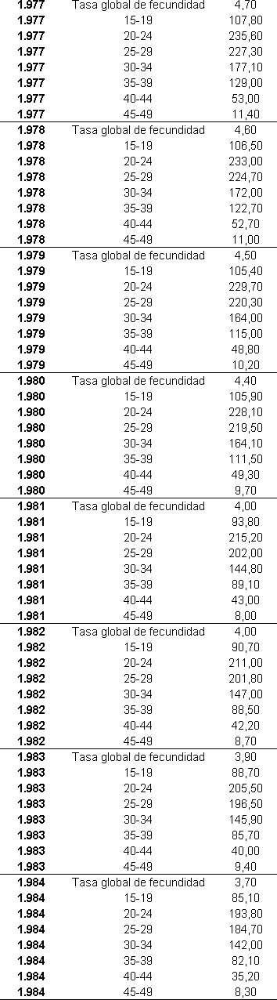 1.977 Tasa global de fecundidad 4,70
1.977 15-19 107,80
1.977 20-24 235,60
1.977 25-29 227,30
1.977 30-34 177,10
1.977 35-39 129,00
1.977 40-44 53,00
1.977 45-49 11,40
1.978 Tasa global de fecundidad 4,60
1.978 15-19 106,50
1.978 20-24 233,00
1.978 25-29 224,70
1.978 30-34 172,00
1.978 35-39 122,70
1.978 40-44 52,70
1.978 45-49 11,00
1.979 Tasa global de fecundidad 4,50
1.979 15-19 105,40
1.979 20-24 229,70
1.979 25-29 220,30
1.979 30-34 164,00
1.979 35-39 115,00
1.979 40-44 48,80
1.979 45-49 10,20
1.980 Tasa global de fecundidad 4,40
1.980 15-19 105,90
1.980 20-24 228,10
1.980 25-29 219,50
1.980 30-34 164,10
1.980 35-39 111,50
1.980 40-44 49,30
1.980 45-49 9,70
1.981 Tasa global de fecundidad 4,00
1.981 15-19 93,80
1.981 20-24 215,20
1.981 25-29 202,00
1.981 30-34 144,80
1.981 35-39 89,10
1.981 40-44 43,00
1.981 45-49 8,00
1.982 Tasa global de fecundidad 4,00
1.982 15-19 90,70
1.982 20-24 211,00
1.982 25-29 201,80
1.982 30-34 147,00
1.982 35-39 88,50
1.982 40-44 42,20
1.982 45-49 8,70
1.983 Tasa global de fecundidad 3,90
1.983 15-19 88,70
1.983 20-24 205,50
1.983 25-29 196,50
1.983 30-34 145,90
1.983 35-39 85,70
1.983 40-44 40,00
1.983 45-49 9,40
1.984 Tasa global de fecundidad 3,70
1.984 15-19 85,10
1.984 20-24 193,80
1.984 25-29 184,70
1.984 30-34 142,00
1.984 35-39 82,10
1.984 40-44 35,20
1.984 45-49 8,30